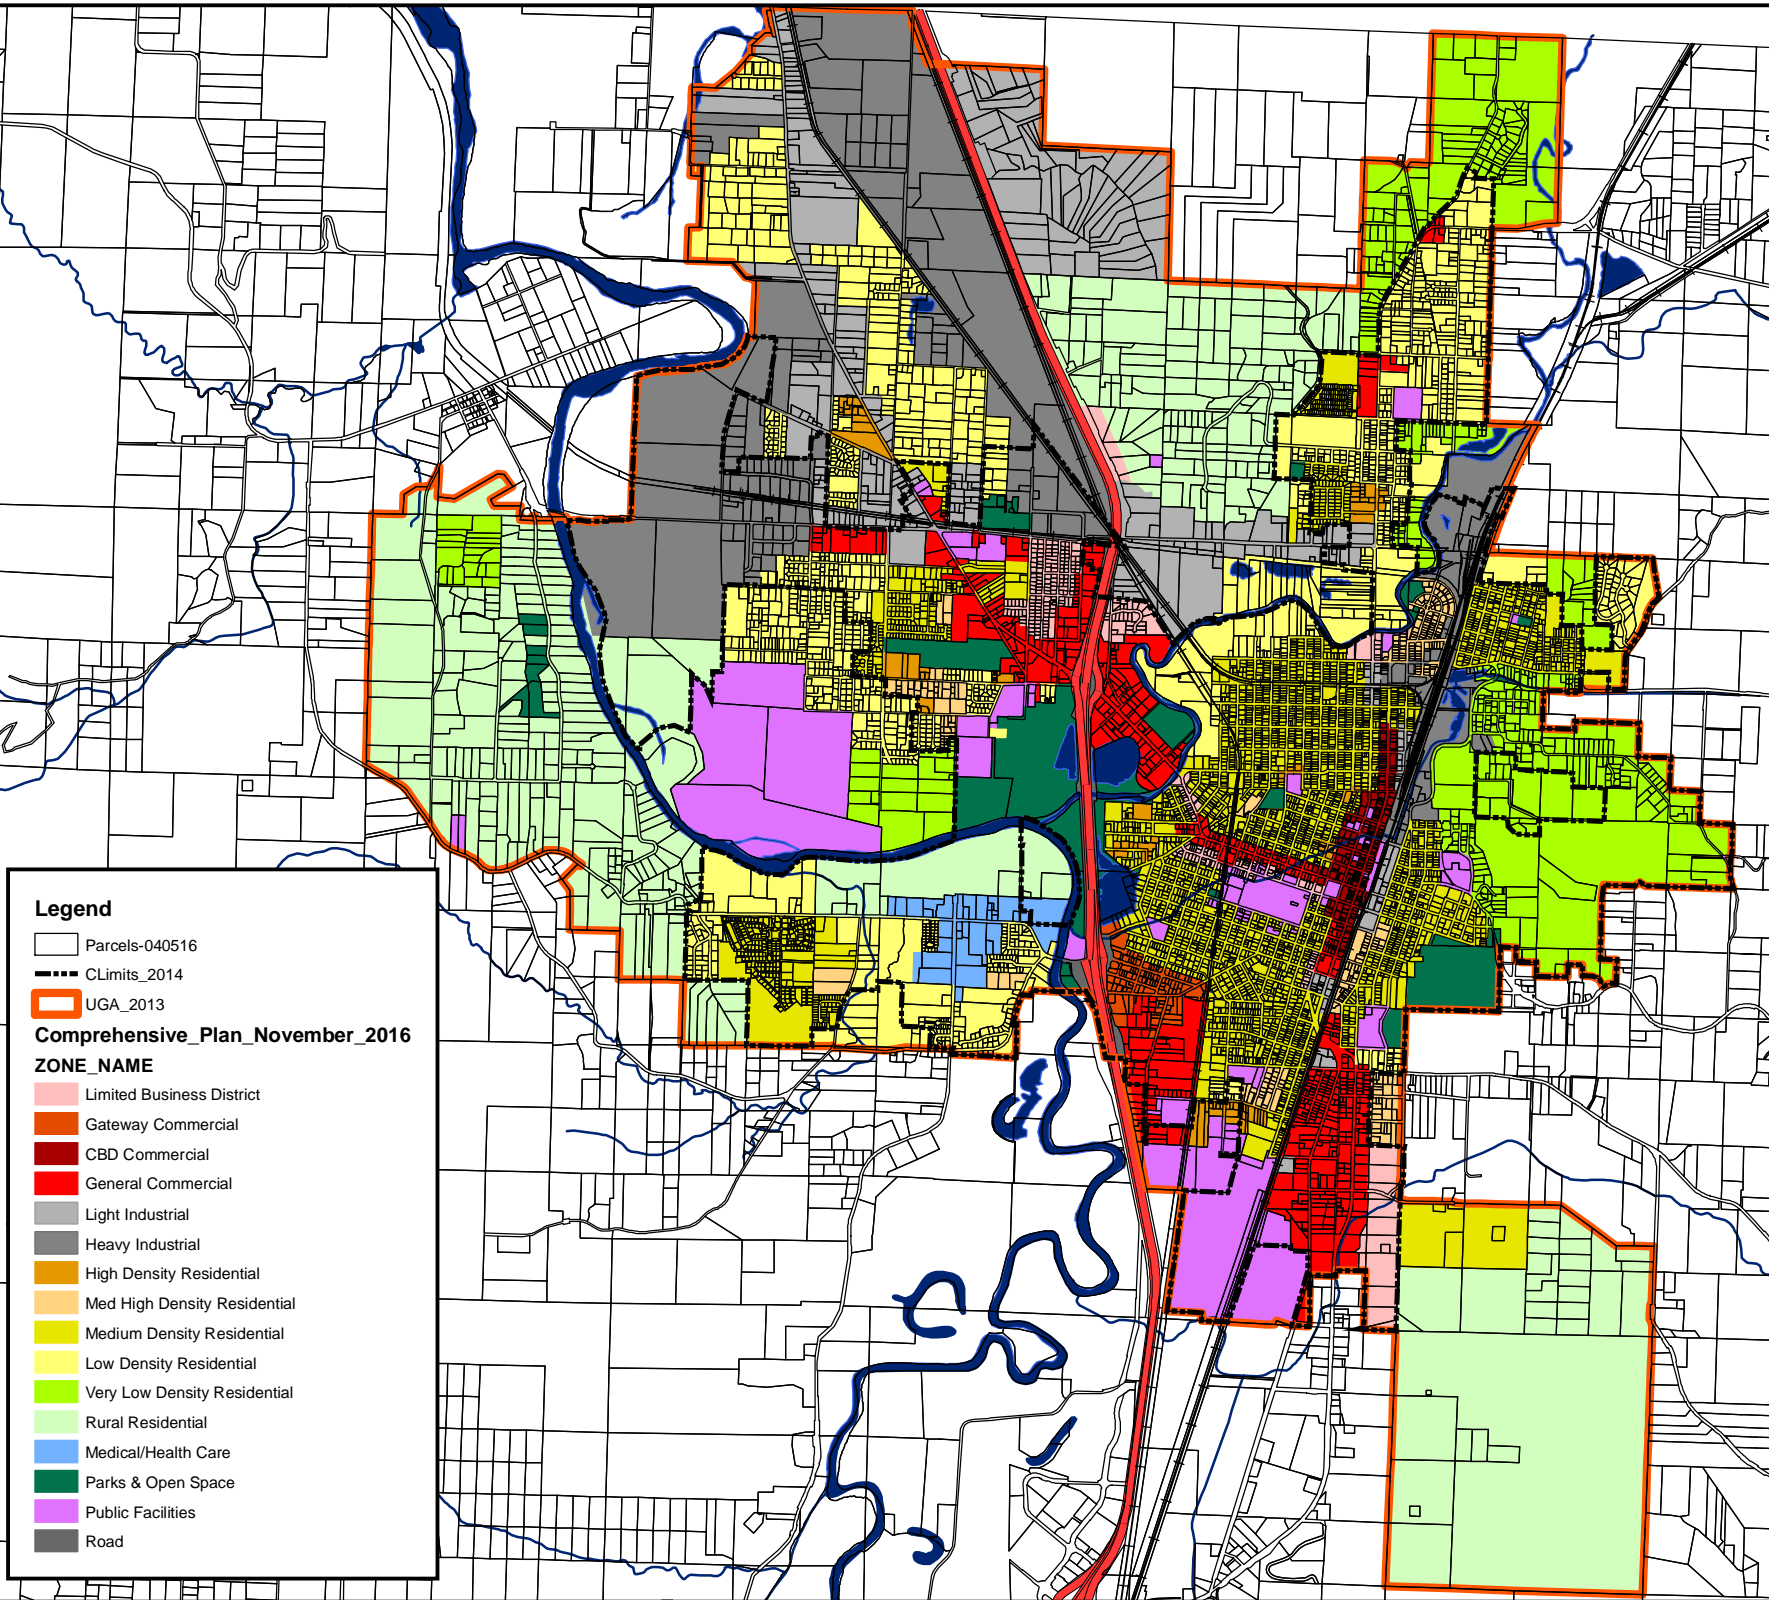 Legend
Parcels-040516
CLimits_2014
UGA_2013
Comprehensive_Plan_November_2016
ZONE_NAME
Limited Business District
Gateway Commercial
CBD Commercial
General Commercial
Light Industrial
Heavy Industrial
High Density Residential
Med High Density Residential
Medium Density Residential
Low Density Residential
Very Low Density Residential
Rural Residential
Medical/Health Care
Parks & Open Space
Public Facilities
Road